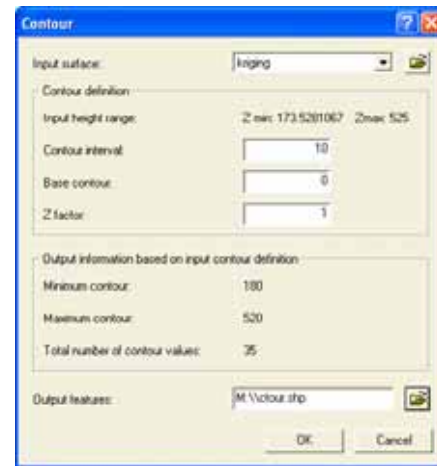 Contour
Input surface: kriging
Contour definition
Input height range: Z min: 173.5281067 Zmax: 525
Contour interval: 10
Base contour: 0
Z factor: 1
Output information based on input contour definition
Minimum contour: 180
Maximum contour: 520
Total number of contour values: 35
Output features: M:\\ctour.shp
OK Cancel